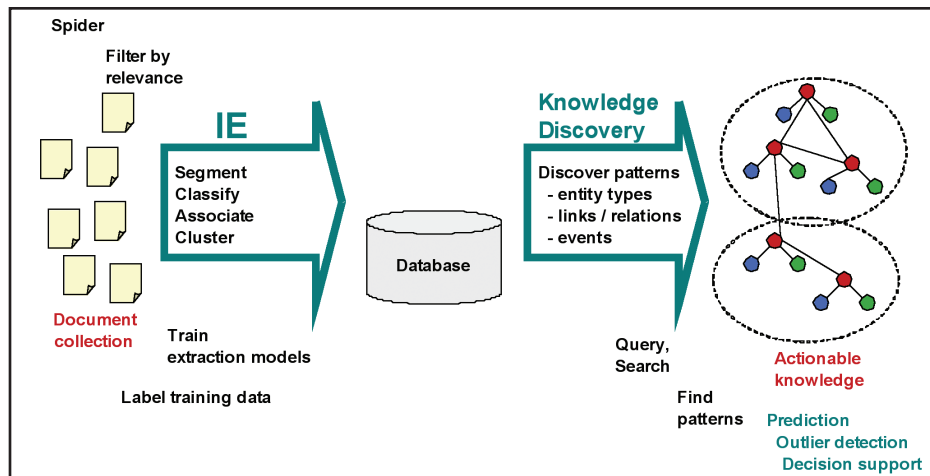 Spider
Filter by
relevance
IE
Segment
Classify
Associate
Cluster
Document
collection
Train
extraction models
Label training data
Database
Knowledge
Discovery
Discover patterns
- entity types
- links / relations
- events
Query,
Search
Find
patterns
Actionable
knowledge
Prediction
Outlier detection
Decision support